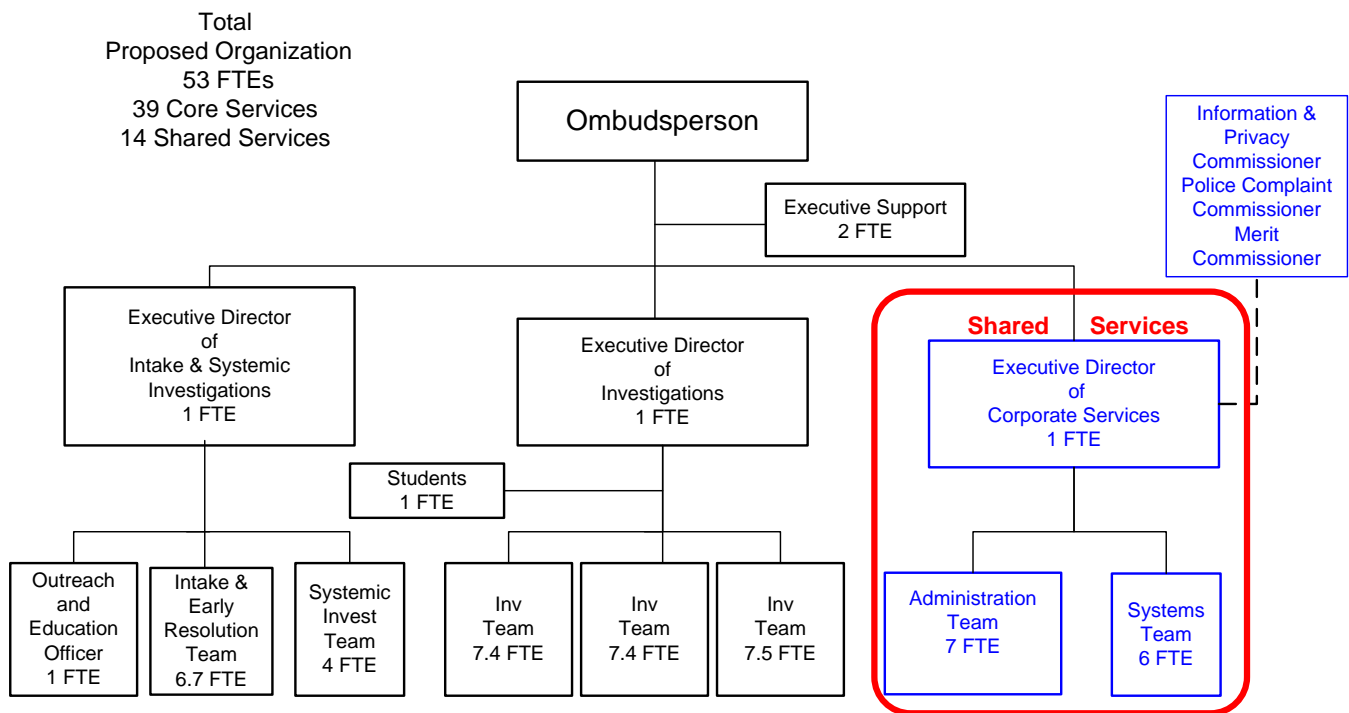 Total
Proposed Organization
53 FTEs
39 Core Services
14 Shared Services
Ombudsperson
Information &
Privacy
Commissioner
Police Complaint
Commissioner
Merit
Commissioner
Executive Support
2 FTE
Executive Director
of
Intake & Systemic
Investigations
1 FTE
Executive Director
of
Investigations
1 FTE
Shared Services
Executive Director
of
Corporate Services
1 FTE
Students
1 FTE
Outreach
and
Education
Officer
1 FTE
Intake &
Early
Resolution
Team
6.7 FTE
Systemic
Invest
Team
4 FTE
Inv
Team
7.4 FTE
Inv
Team
7.4 FTE
Inv
Team
7.5 FTE
Administration
Team
7 FTE
Systems
Team
6 FTE